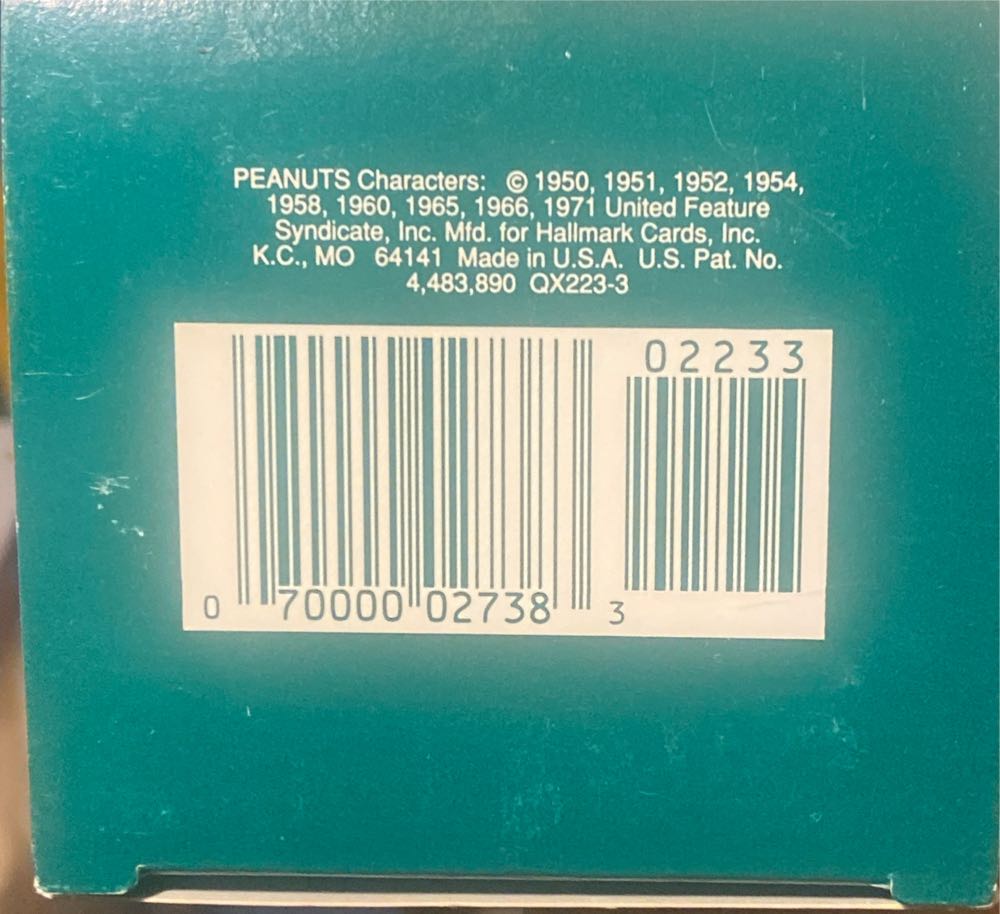 PEANUTS Characters: © 1950, 1951, 1952, 1954,
1958, 1960, 1965, 1966, 1971 United Feature
Syndicate, Inc. Mfd. for Hallmark Cards, Inc.
K.C., MO 64141 Made in U.S.A. U.S. Pat. No.
4,483,890 QX223-3
02233
0 70000 02738 3